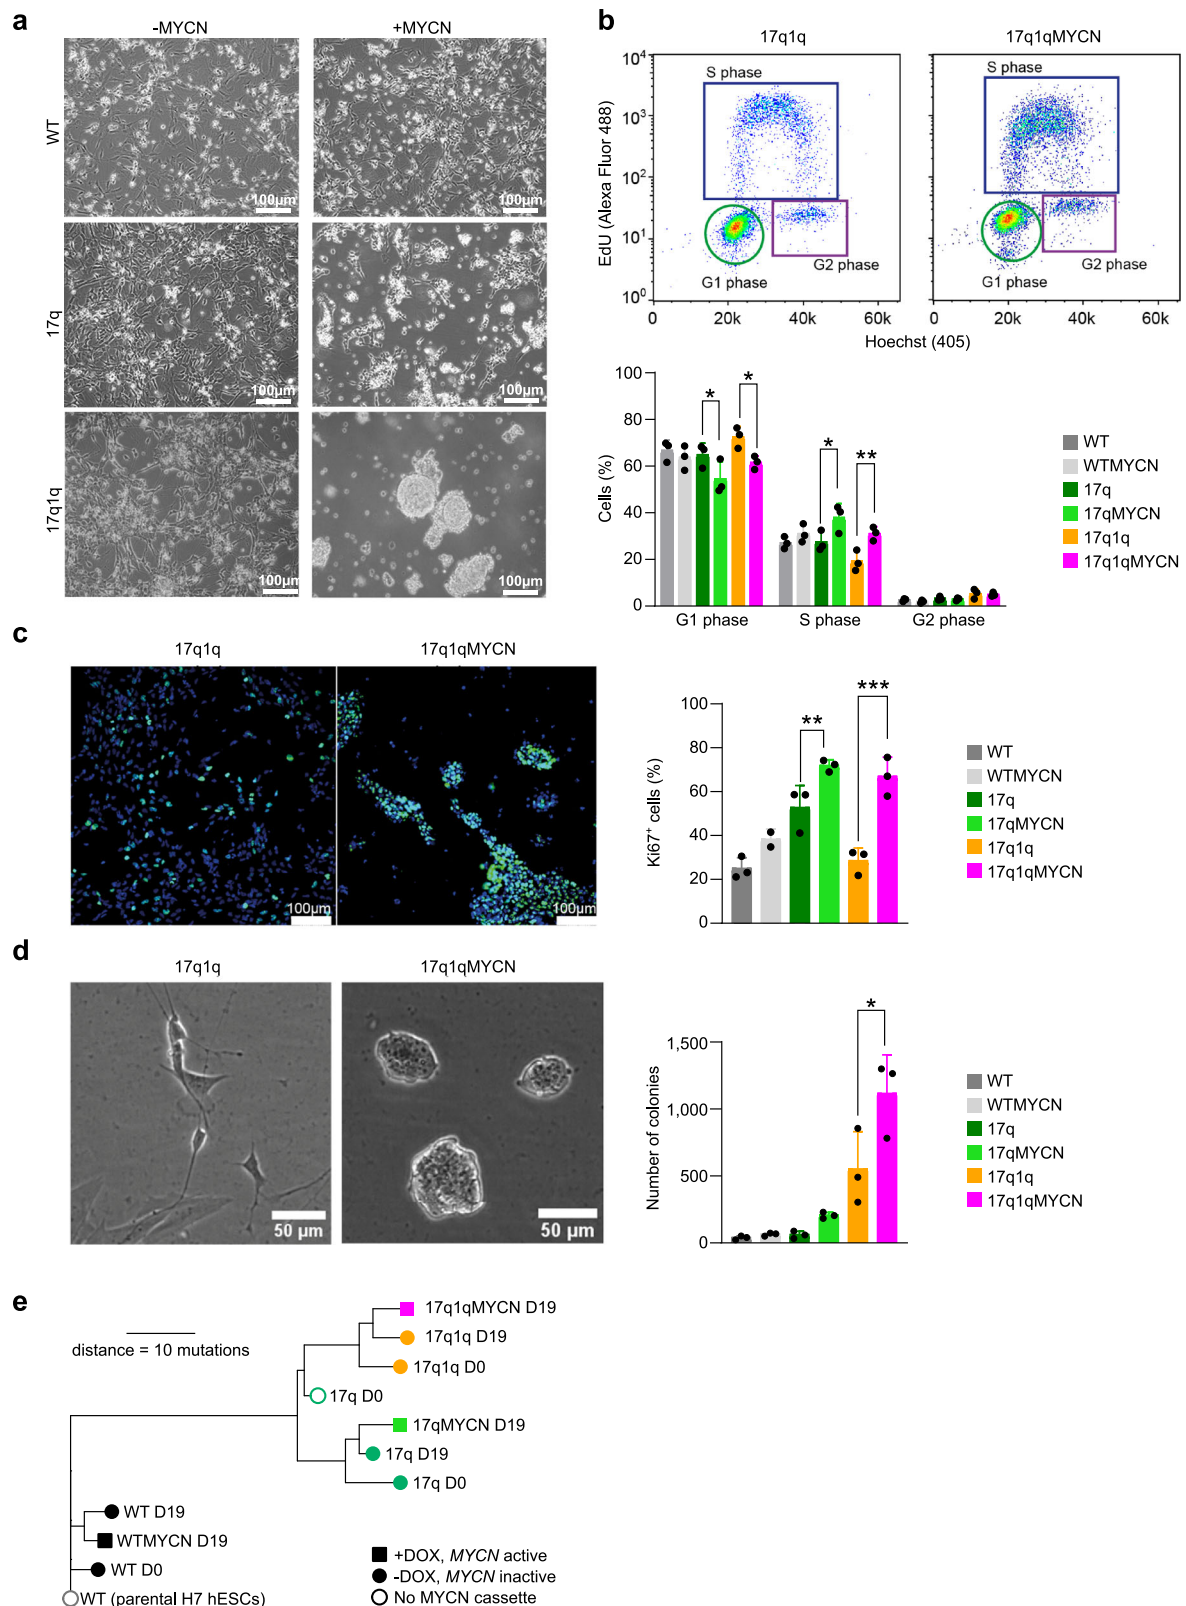 a
-MYCN
+MYCN
WT
100µm
100µm
17q
100µm
100µm
17q1q
100µm
100µm
b
17q1q
17q1qMYCN
EdU (Alexa Fluor 488)
10⁴
10³
10²
10¹
10⁰
S phase
G1 phase
G2 phase
S phase
G1 phase
G2 phase
0
20k
40k
60k
0
20k
40k
60k
Hoechst (405)
Cells (%)
100
80
60
40
20
0
*
*
*
**
G1 phase
S phase
G2 phase
WT
WTMYCN
17q
17qMYCN
17q1q
17q1qMYCN
c
17q1q
17q1qMYCN
100µm
100µm
Ki67⁺ cells (%)
100
80
60
40
20
0
**
***
WT
WTMYCN
17q
17qMYCN
17q1q
17q1qMYCN
d
17q1q
17q1qMYCN
50 µm
50 µm
Number of colonies
1,500
1,000
500
0
*
WT
WTMYCN
17q
17qMYCN
17q1q
17q1qMYCN
e
distance = 10 mutations
17q1qMYCN D19
17q1q D19
17q1q D0
17q D0
17qMYCN D19
17q D19
17q D0
WT D19
WTMYCN D19
WT D0
WT (parental H7 hESCs)
+DOX, MYCN active
-DOX, MYCN inactive
No MYCN cassette